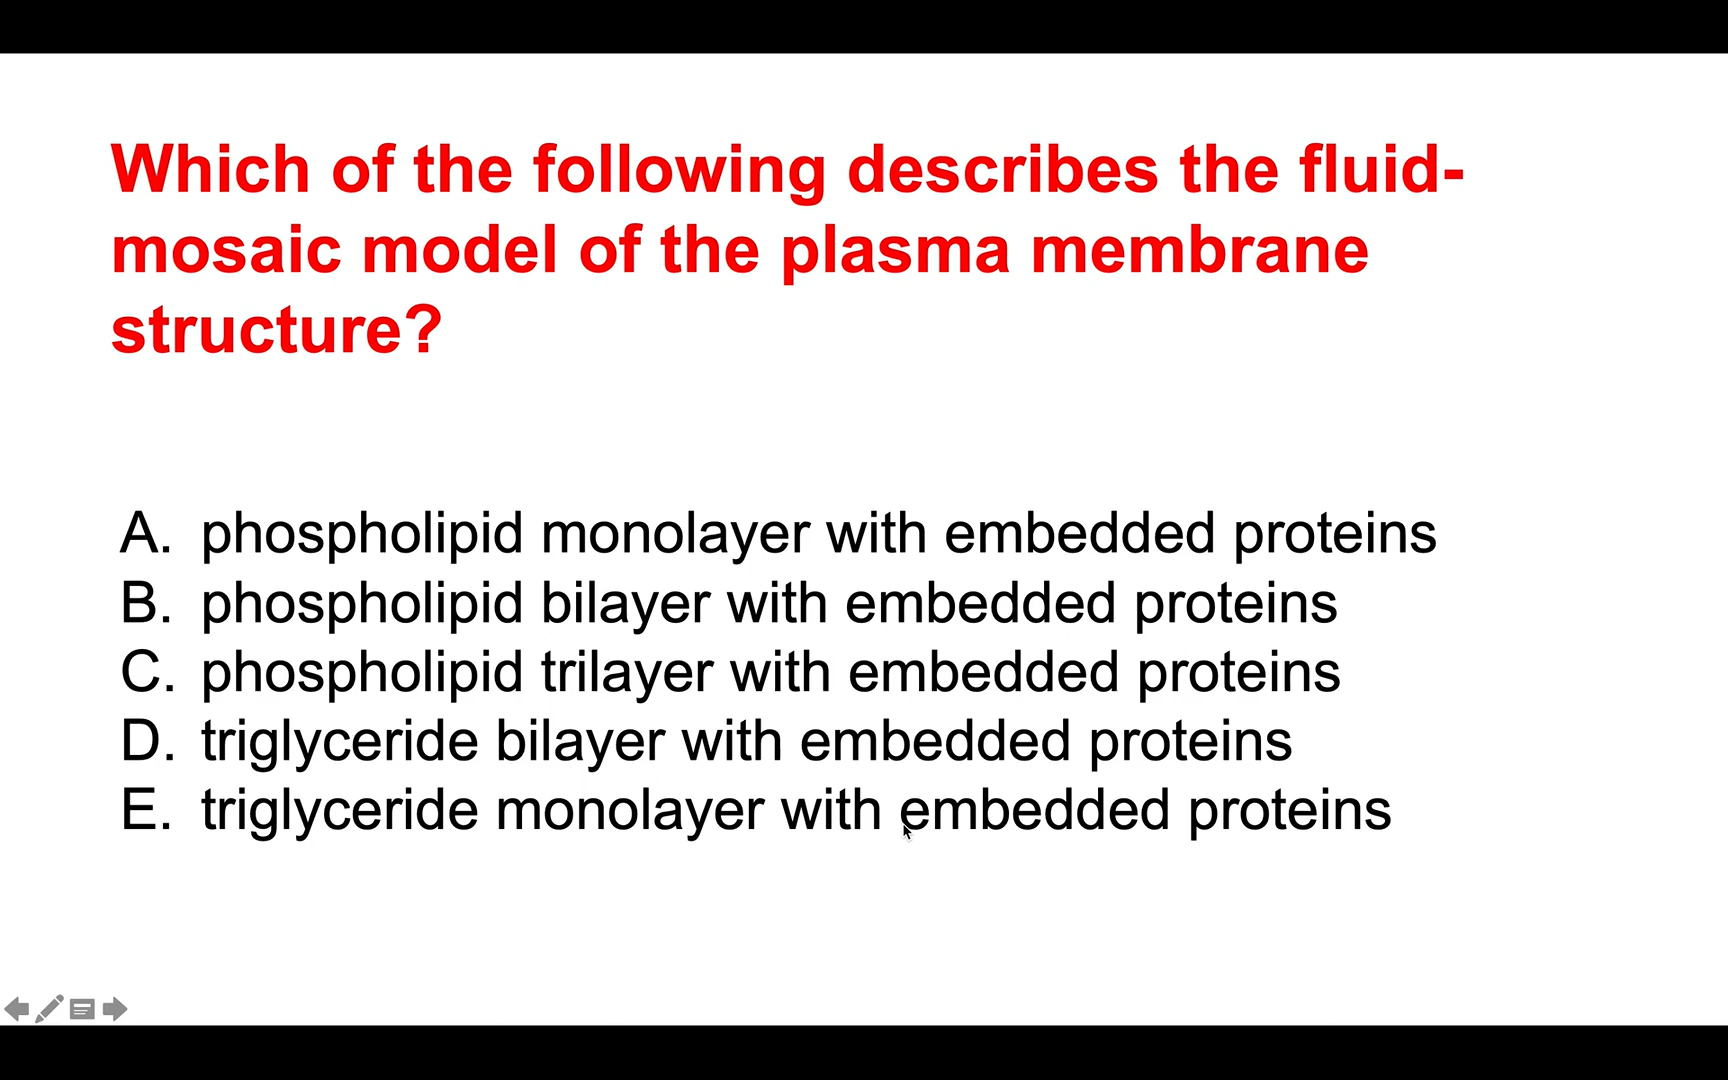 Which of the following describes the fluid-
mosaic model of the plasma membrane
structure?
A. phospholipid monolayer with embedded proteins
B. phospholipid bilayer with embedded proteins
C. phospholipid trilayer with embedded proteins
D. triglyceride bilayer with embedded proteins
E. triglyceride monolayer with embedded proteins